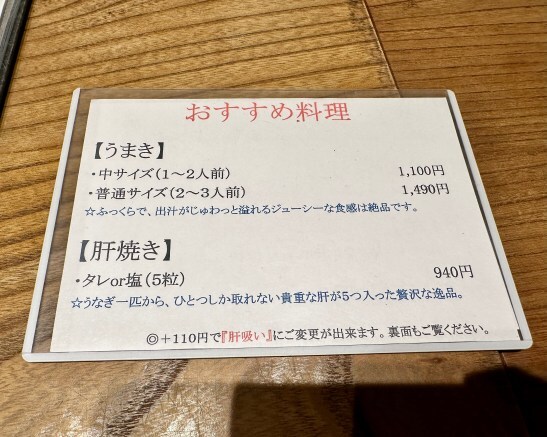 おすすめ料理
【うまき】
・中サイズ(1～2人前) 1,100円
・普通サイズ(2～3人前) 1,490円
☆ふっくらで、出汁がじゅわっと溢れるジューシーな食感は絶品です。
【肝焼き】
・タレor塩(5粒) 940円
☆うなぎ一匹から、ひとつしか取れない貴重な肝が5つ入った贅沢な逸品。
◎＋110円で『肝吸い』にご変更が出来ます。裏面もご覧ください。